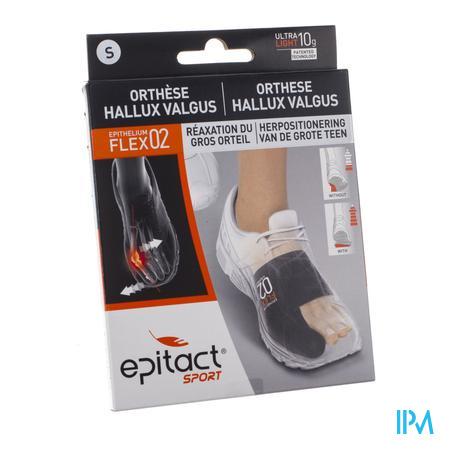 S
ULTRA
LIGHT 10g
PATENTED
TECHNOLOGY
ORTHÈSE
HALLUX VALGUS
ORTHESE
HALLUX VALGUS
EPITHELIUM
FLEX02
RÉAXATION DU
GROS ORTEIL
HERPOSITIONERING
VAN DE GROTE TEEN
WITHOUT
WITH
02
epitact®
SPORT
IPM